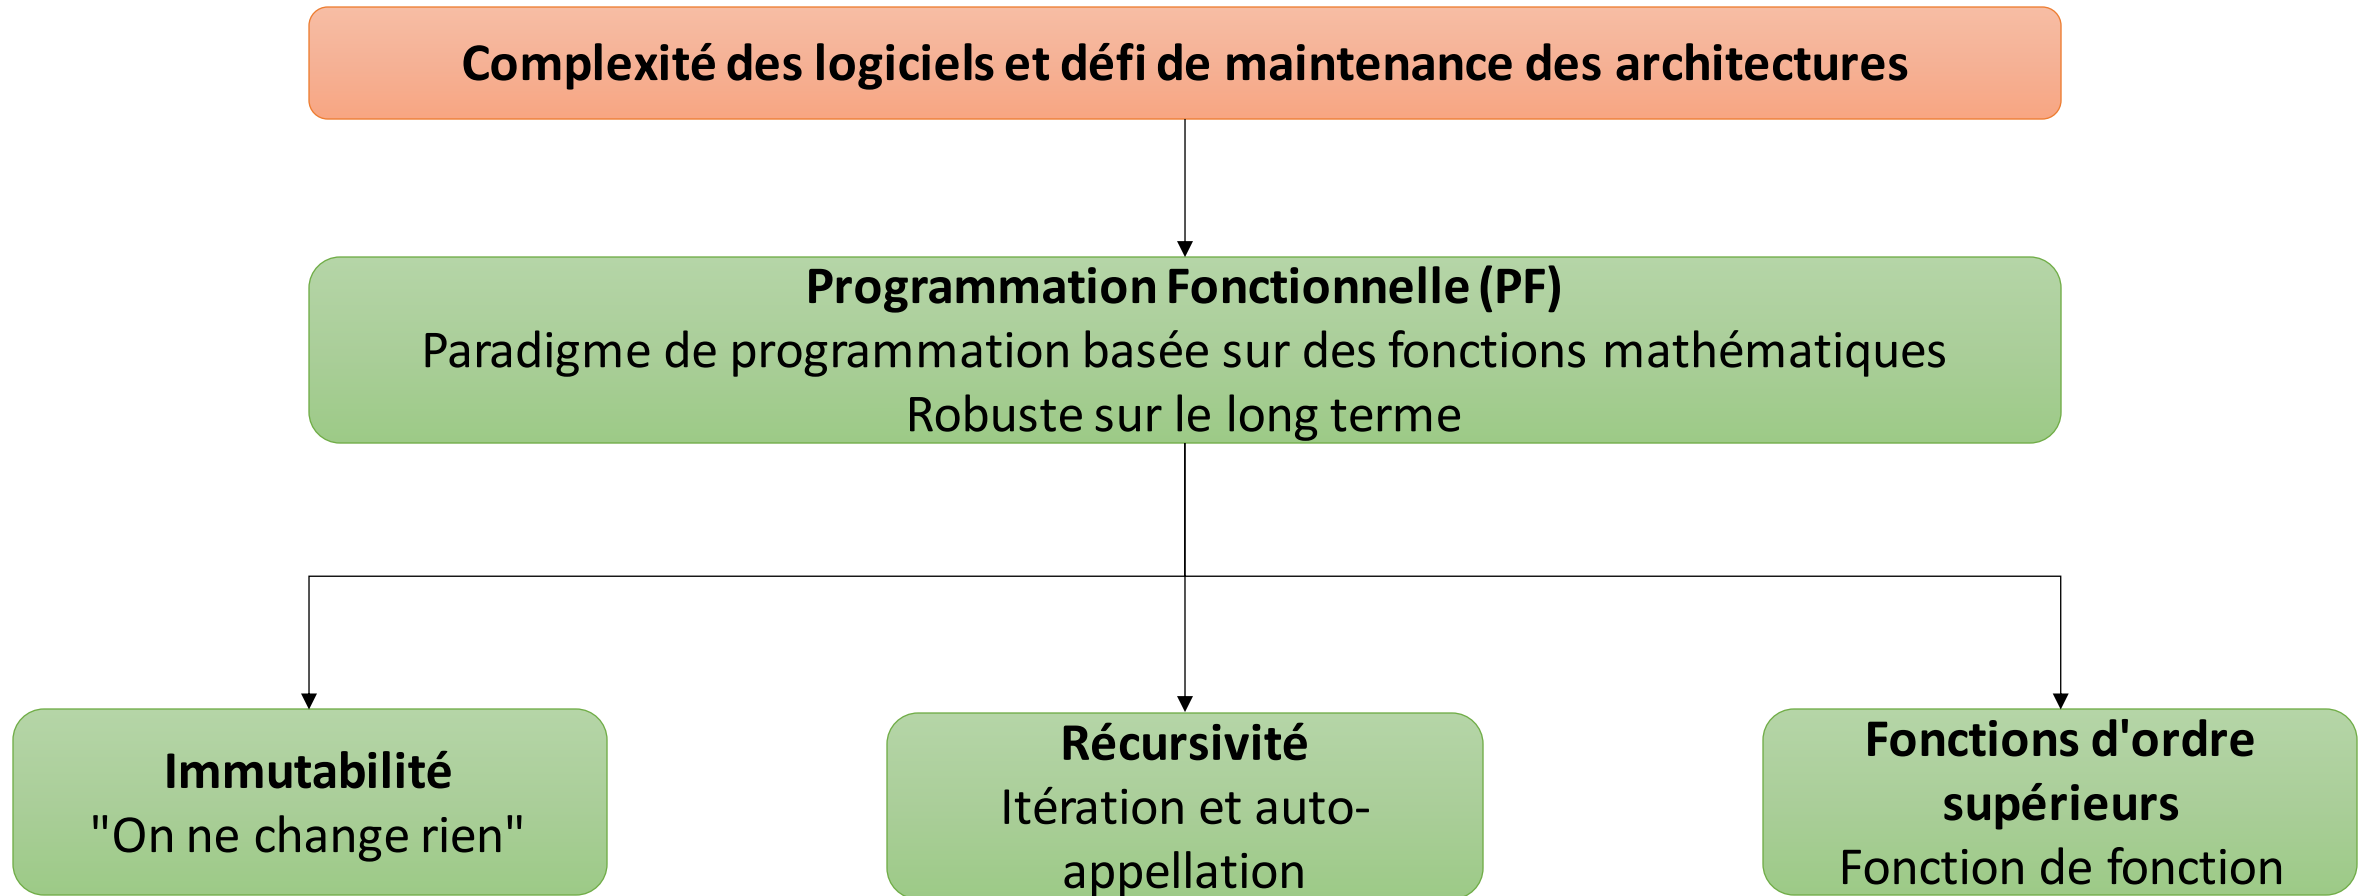 Complexité des logiciels et défi de maintenance des architectures
Programmation Fonctionnelle (PF)
Paradigme de programmation basée sur des fonctions mathématiques
Robuste sur le long terme
Immutabilité
"On ne change rien"
Récursivité
Itération et auto-
appellation
Fonctions d'ordre
supérieurs
Fonction de fonction